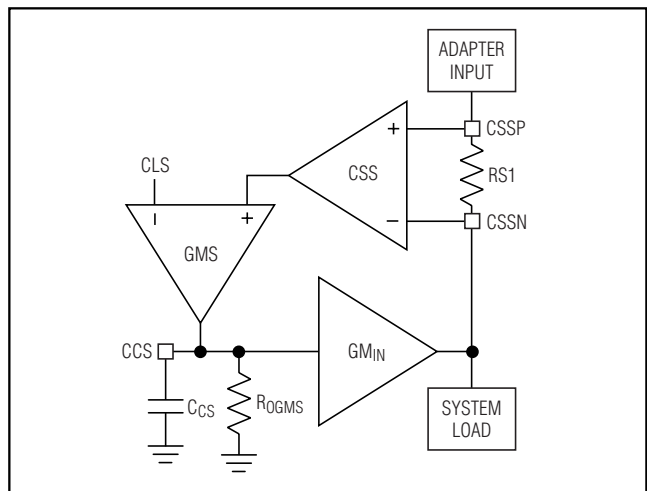 ADAPTER
INPUT
CSSP
+
CLS
CSS
RS1
−
+
−
CSSN
GMS
CCS
GMIN
CCS
ROGMS
SYSTEM
LOAD